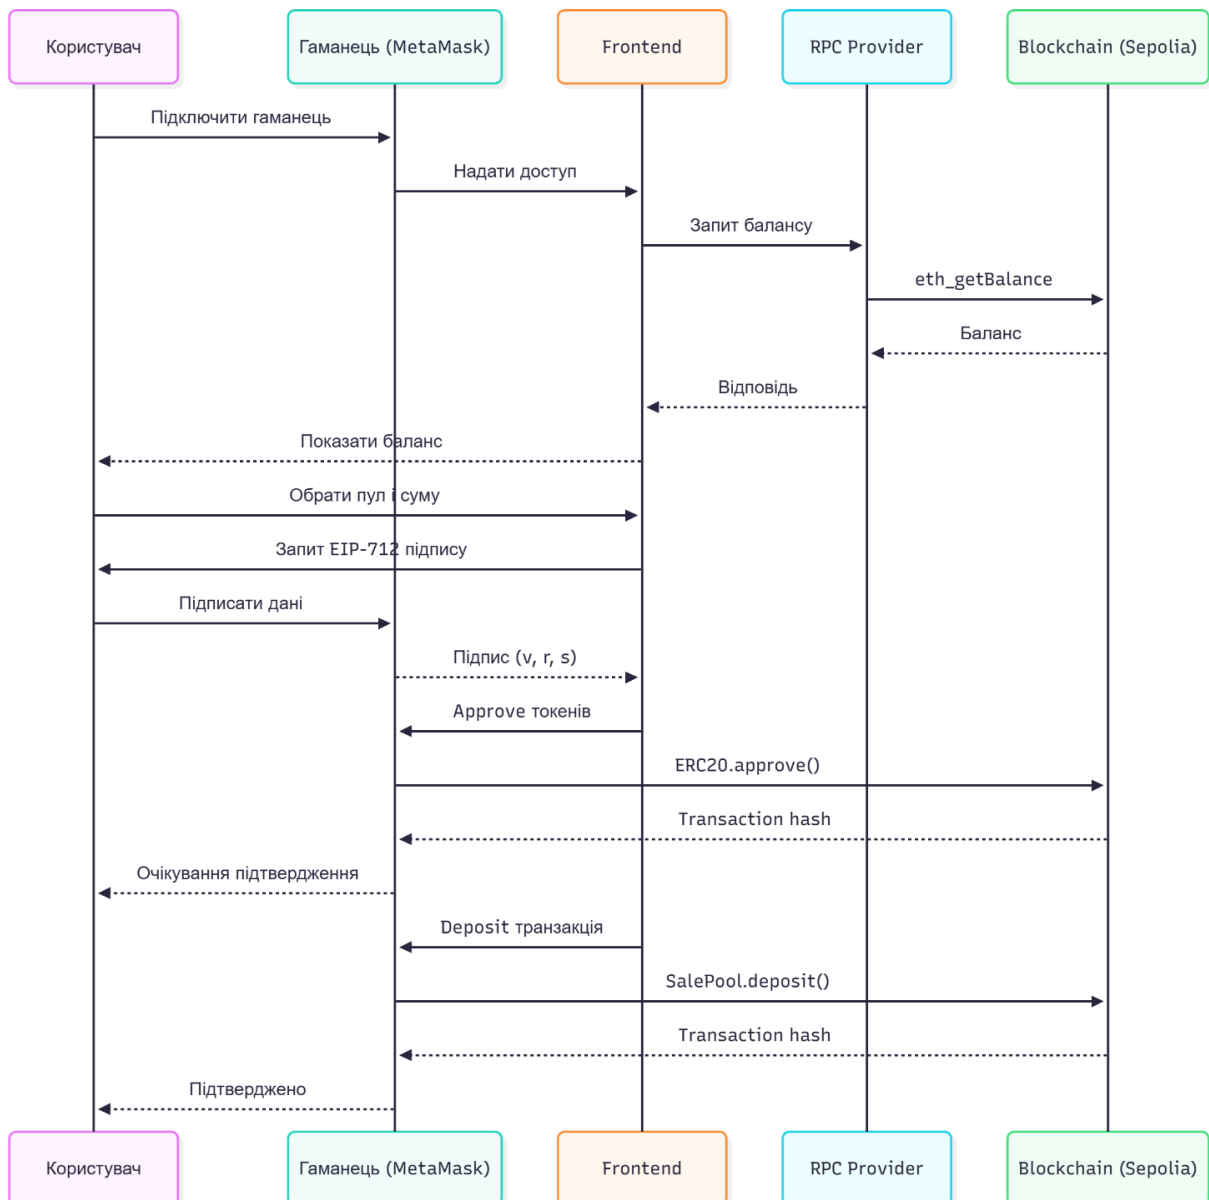 Користувач
Гаманець (MetaMask)
Frontend
RPC Provider
Blockchain (Sepolia)
Підключити гаманець
Надати доступ
Запит балансу
eth_getBalance
Баланс
Відповідь
Показати баланс
Обрати пул і суму
Запит EIP-712 підпису
Підписати дані
Підпис (v, r, s)
Approve токенів
ERC20.approve()
Transaction hash
Очікування підтвердження
Deposit транзакція
SalePool.deposit()
Transaction hash
Підтверджено
Користувач
Гаманець (MetaMask)
Frontend
RPC Provider
Blockchain (Sepolia)